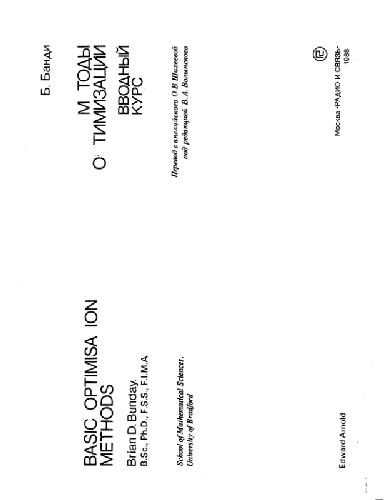 BASIC OPTIMISA ION
METHODS
Brian D. Bunday,
B.Sc., Ph.D., F.S.S., F.I.M.A.
School of Mathematical Sciences,
University of Bradford
Edward Arnold
Б. Банди
М ТОДЫ
О ТИМИЗАЦИИ
ВВОДНЫЙ
КУРС
Перевод с английского О. В. Шихеевой
под редакцией В. А. Волынского
Москва «РАДИО И СВЯЗЬ»
1988